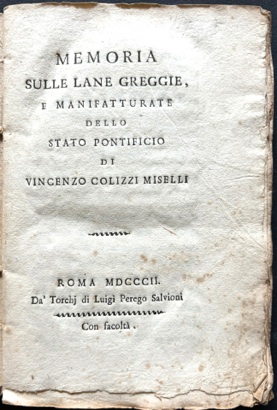 MEMORIA
SULLE LANE GREGGIE,
E MANIFATTURATE
DELLO
STATO PONTIFICIO
DI
VINCENZO COLIZZI MISELLI
ROMA MDCCCII.
Da' Torchj di Luigi Perego Salvioni
Con facoltà.